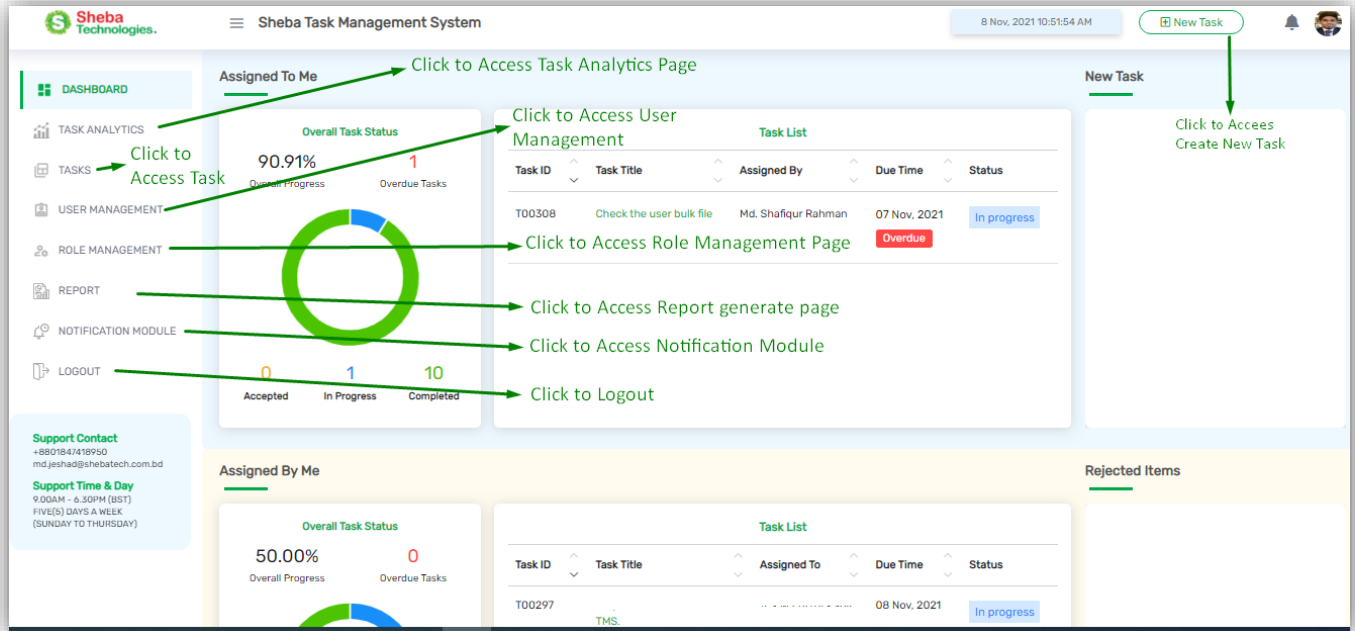 Sheba
Technologies.
Sheba Task Management System
8 Nov, 2021 10:51:54 AM
New Task
DASHBOARD
TASK ANALYTICS
TASKS
USER MANAGEMENT
ROLE MANAGEMENT
REPORT
NOTIFICATION MODULE
LOGOUT
Support Contact
+8801847418950
md.jeshad@shebatech.com.bd
Support Time & Day
9.00AM - 6.30PM (BST)
FIVE(5) DAYS A WEEK
(SUNDAY TO THURSDAY)
Click to Access Task Analytics Page
Click to
Access Task
Click to Access User
Management
Click to Access Role Management Page
Click to Access Report generate page
Click to Access Notification Module
Click to Logout
Click to Accees
Create New Task
Assigned To Me
Overall Task Status
90.91% 1
Overall Progress Overdue Tasks
0 1 10
Accepted In Progress Completed
Task List
Task ID Task Title Assigned By Due Time Status
T00308 Check the user bulk file Md. Shafiqur Rahman 07 Nov, 2021 In progress
Overdue
New Task
Assigned By Me
Overall Task Status
50.00% 0
Overall Progress Overdue Tasks
Task List
Task ID Task Title Assigned To Due Time Status
T00297 08 Nov, 2021 In progress
TMS.
Rejected Items